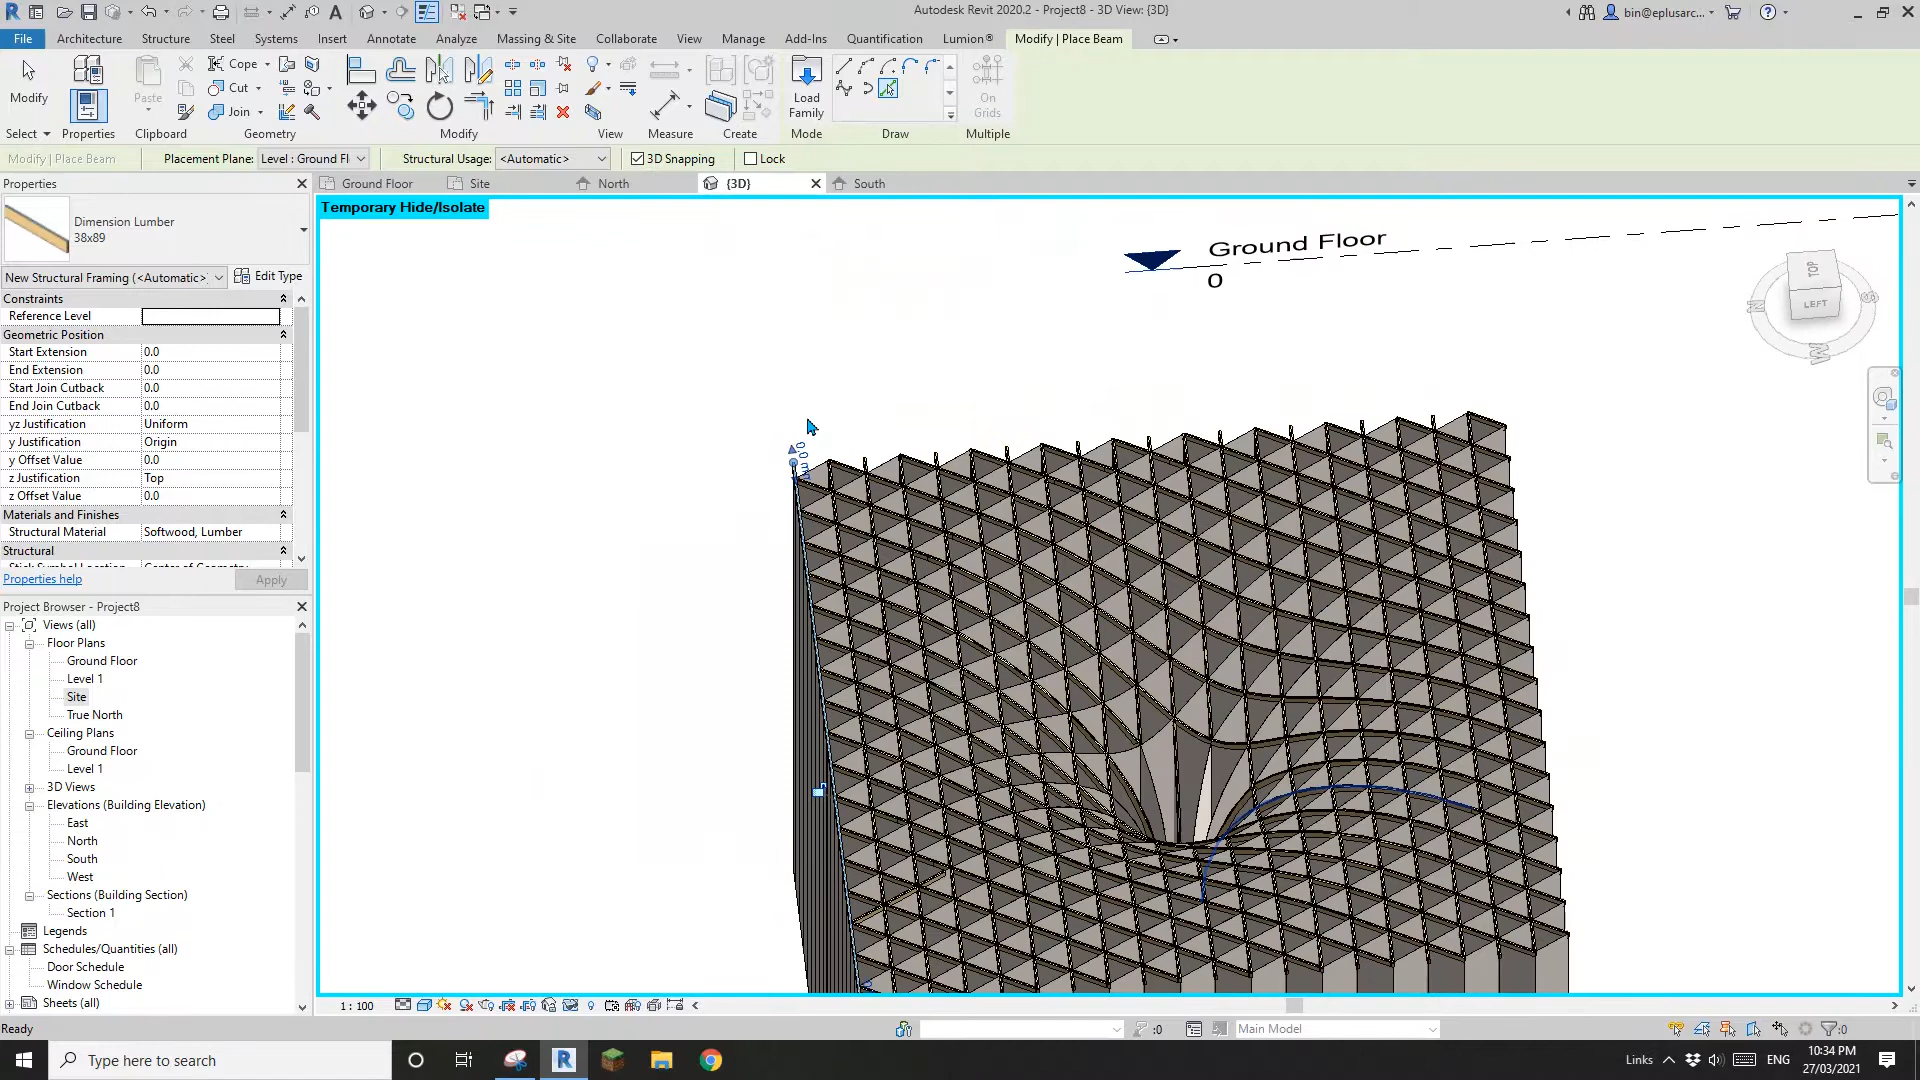 Autodesk Revit 2020.2 - Project8 - 3D View: {3D}
bin@eplusarc...
File
Architecture
Structure
Steel
Systems
Insert
Annotate
Analyze
Massing & Site
Collaborate
View
Manage
Add-Ins
Quantification
Lumion®
Modify | Place Beam
Modify
Paste
Cope
Cut
Join
Load
Family
On
Grids
Select
Properties
Clipboard
Geometry
Modify
View
Measure
Create
Mode
Draw
Multiple
Modify | Place Beam
Placement Plane:
Level : Ground Fl
Structural Usage:
<Automatic>
3D Snapping
Lock
Properties
Ground Floor
Site
North
{3D}
South
Temporary Hide/Isolate
Dimension Lumber
38x89
New Structural Framing (<Automatic>)
Edit Type
Constraints
Reference Level
Geometric Position
Start Extension 0.0
End Extension 0.0
Start Join Cutback 0.0
End Join Cutback 0.0
yz Justification Uniform
y Justification Origin
y Offset Value 0.0
z Justification Top
z Offset Value 0.0
Materials and Finishes
Structural Material Softwood, Lumber
Structural
Properties help
Apply
Ground Floor
0
TOP
LEFT
W
0.0 mm
Project Browser - Project8
Views (all)
Floor Plans
Ground Floor
Level 1
Site
True North
Ceiling Plans
Ground Floor
Level 1
3D Views
Elevations (Building Elevation)
East
North
South
West
Sections (Building Section)
Section 1
Legends
Schedules/Quantities (all)
Door Schedule
Window Schedule
Sheets (all)
1 : 100
Ready
:0
Main Model
:0
Type here to search
Links
ENG
10:34 PM
27/03/2021